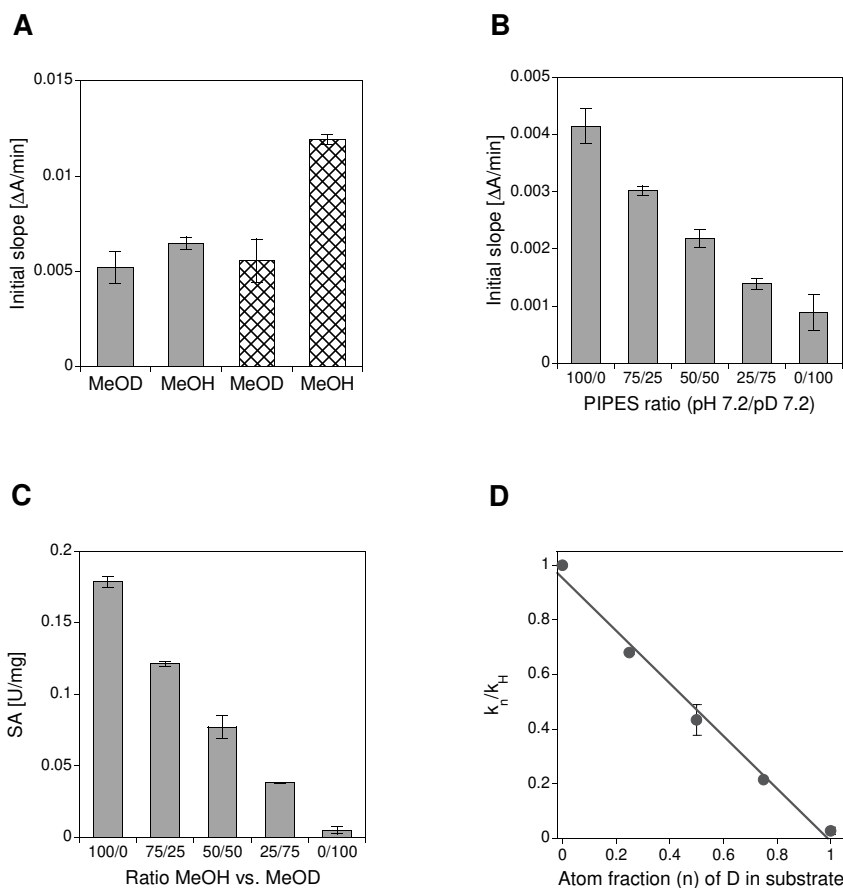 A
0.015
0.01
0.005
0
Initial slope [ΔA/min]
MeOD MeOH MeOD MeOH
B
0.005
0.004
0.003
0.002
0.001
0
Initial slope [ΔA/min]
100/0 75/25 50/50 25/75 0/100
PIPES ratio (pH 7.2/pD 7.2)
C
0.2
0.15
0.1
0.05
0
SA [U/mg]
100/0 75/25 50/50 25/75 0/100
Ratio MeOH vs. MeOD
D
1
0.8
0.6
0.4
0.2
0
kn/kH
0 0.2 0.4 0.6 0.8 1
Atom fraction (n) of D in substrate